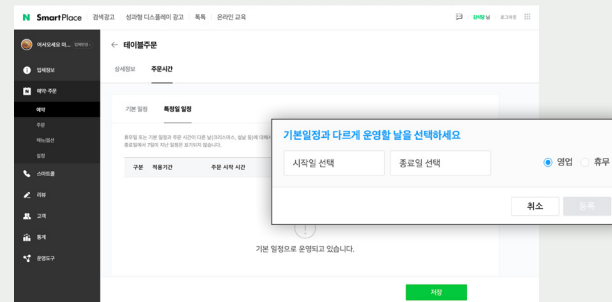 N SmartPlace 검색광고 성과형 디스플레이 광고 톡톡 온라인 교육
로그아웃
← 테이블주문
업체정보
상세정보 주문시간
예약·주문
예약
주문
메뉴/옵션
설정
기본 일정 특정일 일정
구분 적용기간 주문 시작 시간
스마트콜
리뷰
고객
통계
운영도구
기본일정과 다르게 운영할 날을 선택하세요
시작일 선택 종료일 선택 영업 휴무
취소 등록
기본 일정으로 운영되고 있습니다.
저장